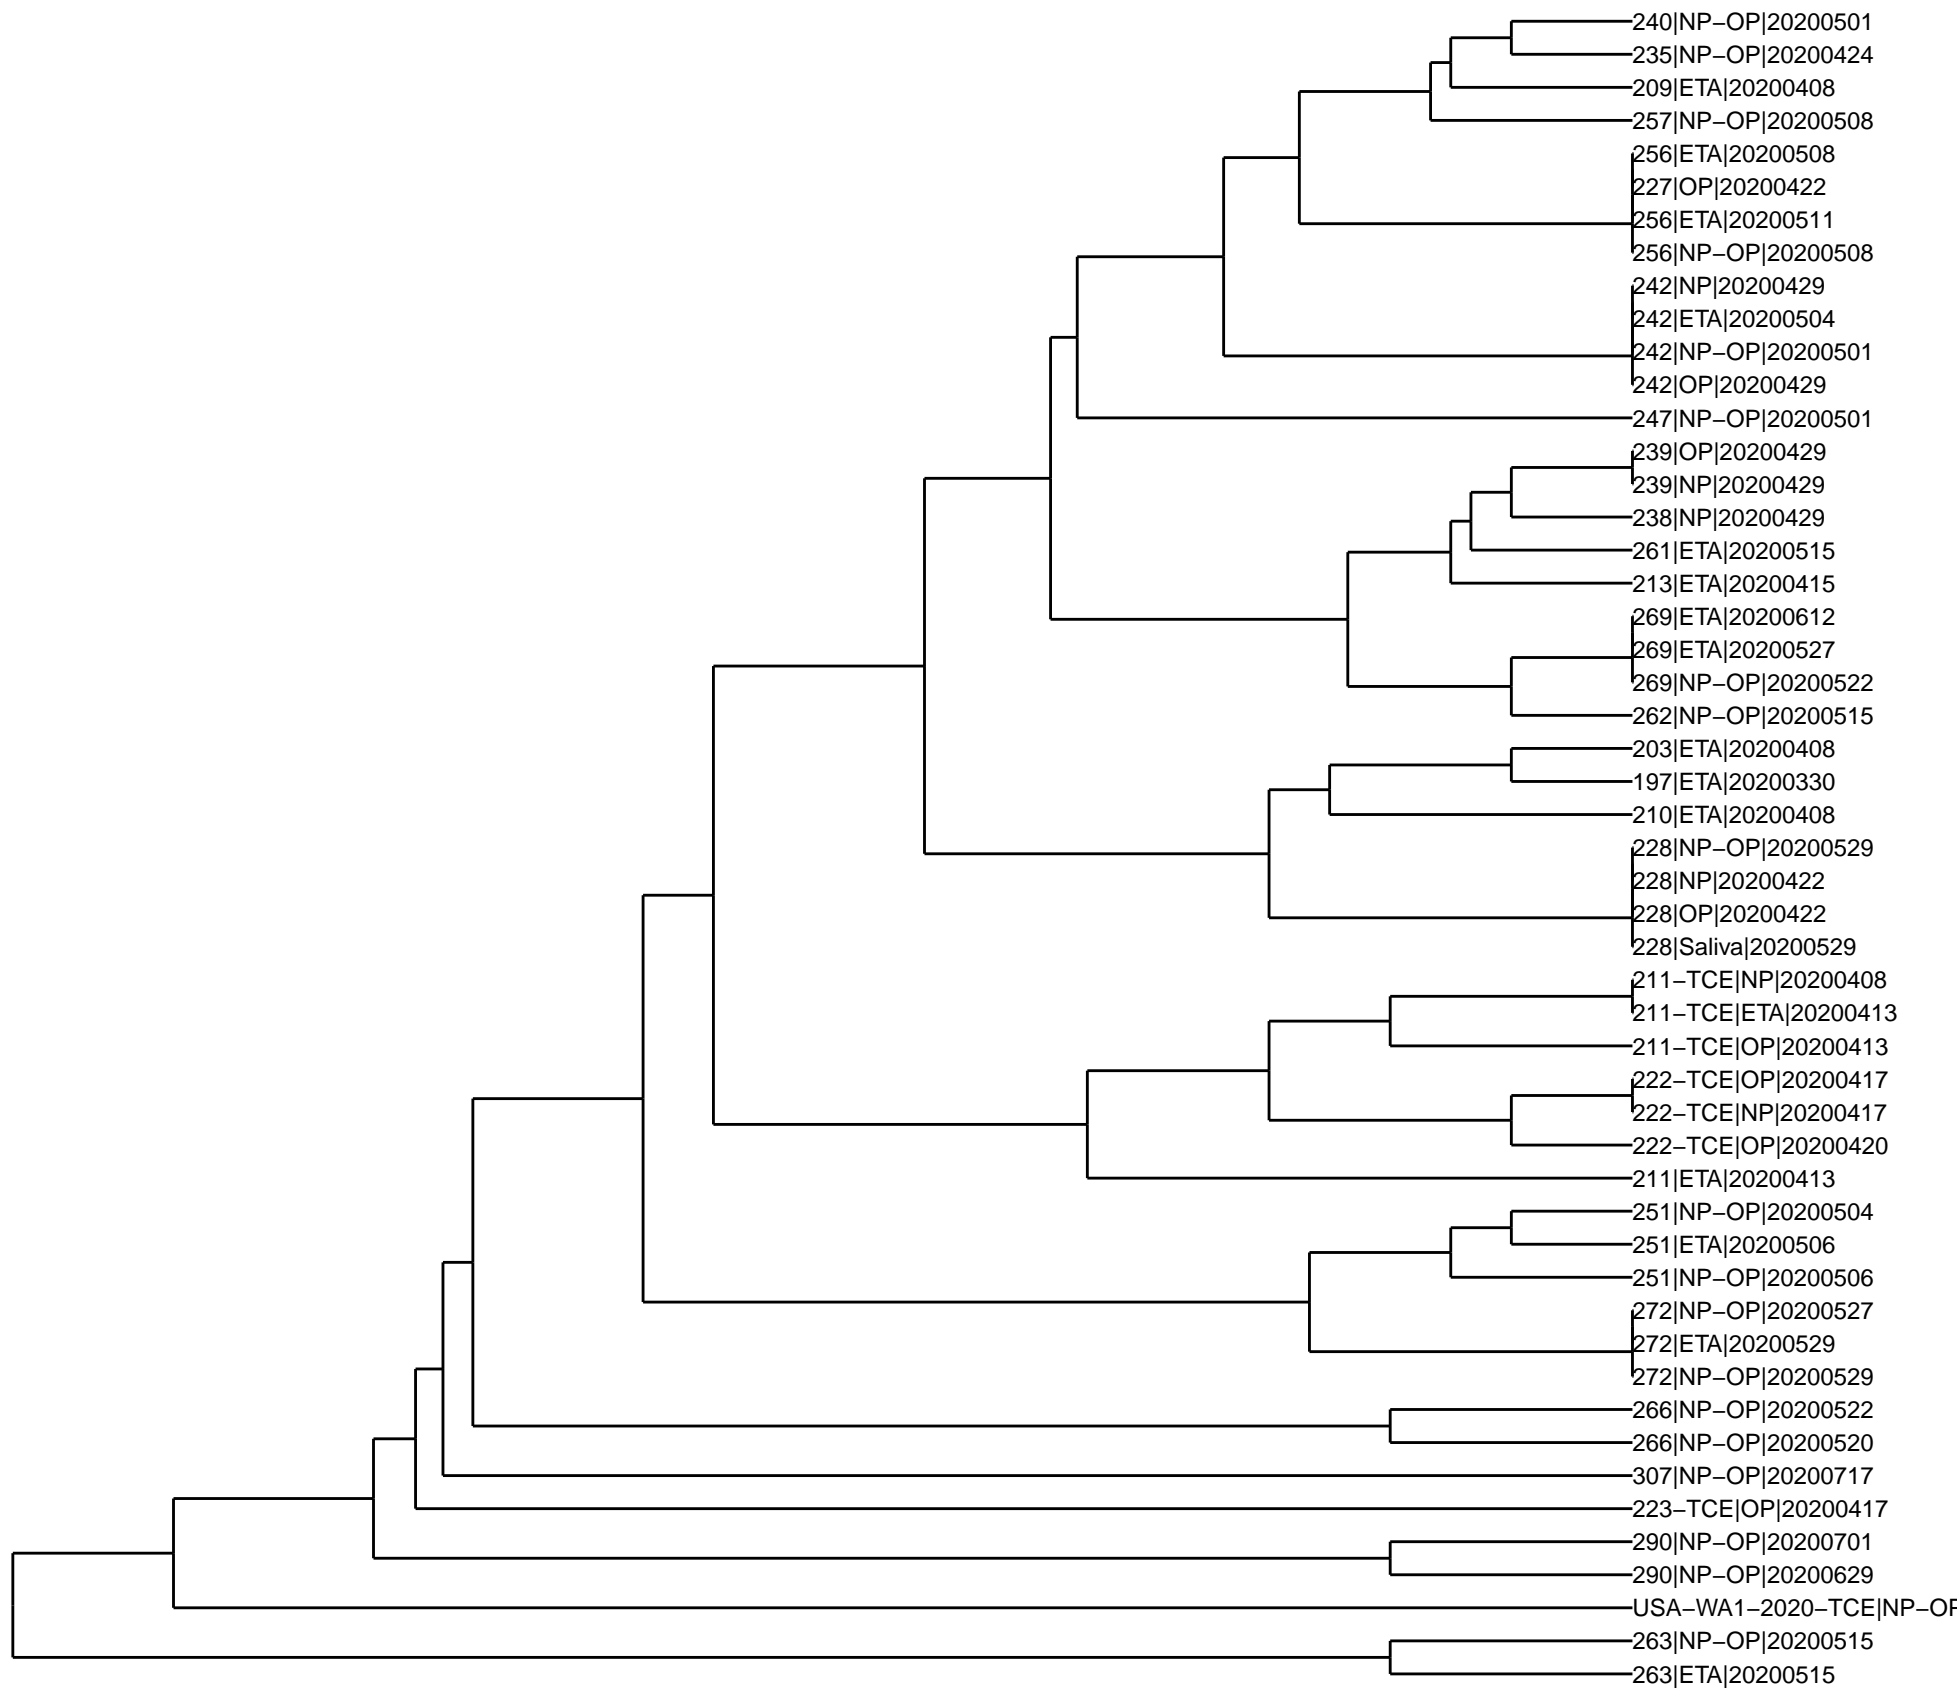 240|NP–OP|20200501
235|NP–OP|20200424
209|ETA|20200408
257|NP–OP|20200508
256|ETA|20200508
227|OP|20200422
256|ETA|20200511
256|NP–OP|20200508
242|NP|20200429
242|ETA|20200504
242|NP–OP|20200501
242|OP|20200429
247|NP–OP|20200501
239|OP|20200429
239|NP|20200429
238|NP|20200429
261|ETA|20200515
213|ETA|20200415
269|ETA|20200612
269|ETA|20200527
269|NP–OP|20200522
262|NP–OP|20200515
203|ETA|20200408
197|ETA|20200330
210|ETA|20200408
228|NP–OP|20200529
228|NP|20200422
228|OP|20200422
228|Saliva|20200529
211–TCE|NP|20200408
211–TCE|ETA|20200413
211–TCE|OP|20200413
222–TCE|OP|20200417
222–TCE|NP|20200417
222–TCE|OP|20200420
211|ETA|20200413
251|NP–OP|20200504
251|ETA|20200506
251|NP–OP|20200506
272|NP–OP|20200527
272|ETA|20200529
272|NP–OP|20200529
266|NP–OP|20200522
266|NP–OP|20200520
307|NP–OP|20200717
223–TCE|OP|20200417
290|NP–OP|20200701
290|NP–OP|20200629
USA–WA1–2020–TCE|NP–OP
263|NP–OP|20200515
263|ETA|20200515